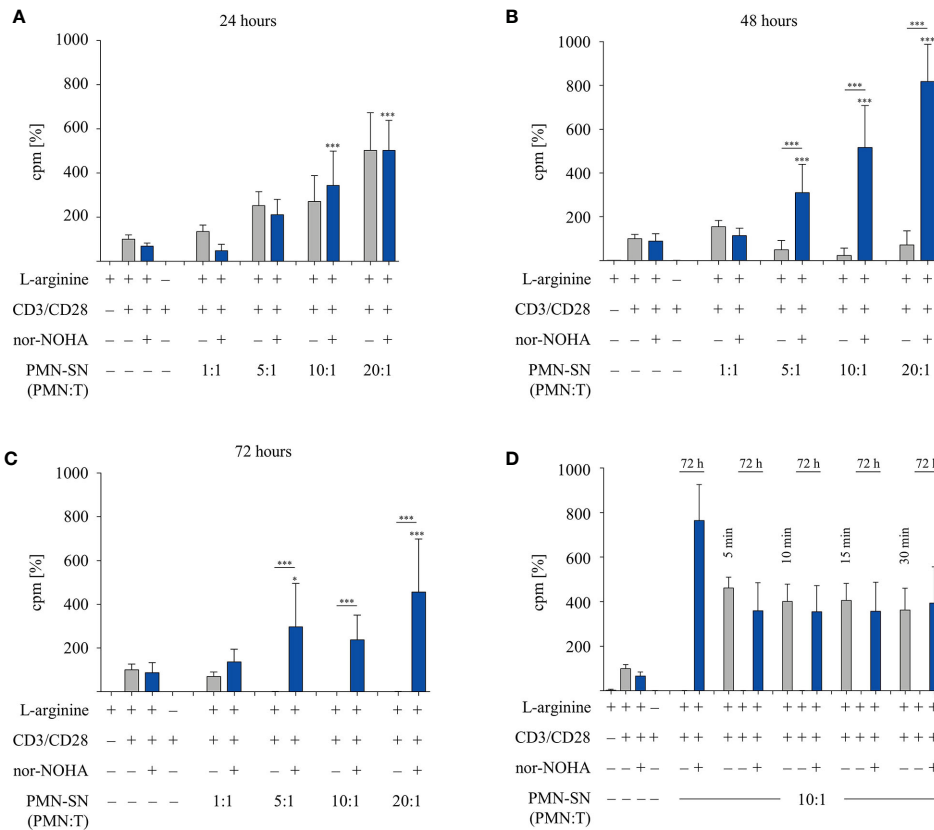 A
24 hours
1000
800
600
400
200
cpm [%]
*** ***
L-arginine + + + – + + + + + + + +
CD3/CD28 – + + + + + + + + + + +
nor-NOHA + + + + +
PMN-SN – – – – 1:1 5:1 10:1 20:1
(PMN:T)
B
48 hours
1000
800
600
400
200
cpm [%]
*** *** *** *** *** ***
L-arginine + + + – + + + + + + + +
CD3/CD28 – + + + + + + + + + + +
nor-NOHA + + + + +
PMN-SN – – – – 1:1 5:1 10:1 20:1
(PMN:T)
C
72 hours
1000
800
600
400
200
cpm [%]
*** * *** *** ***
L-arginine + + + – + + + + + + + +
CD3/CD28 – + + + + + + + + + + +
nor-NOHA + + + + +
PMN-SN – – – – 1:1 5:1 10:1 20:1
(PMN:T)
D
72 h 72 h 72 h 72 h 72 h
1000
800
600
400
200
cpm [%]
5 min 10 min 15 min 30 min
L-arginine + + + – + + + + + + + + + + + + + +
CD3/CD28 – + + + + + + + + + + + + + + + + +
nor-NOHA + + + + + +
PMN-SN – – – – 10:1
(PMN:T)